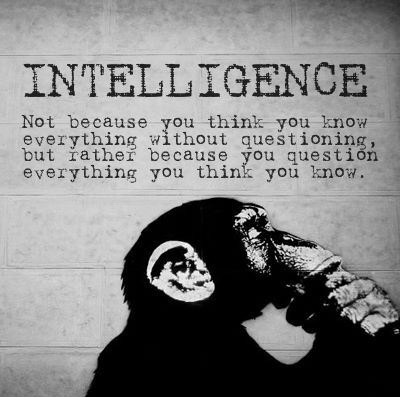 INTELLIGENCE
Not because you think you know
everything without questioning,
but rather because you question
everything you think you know.